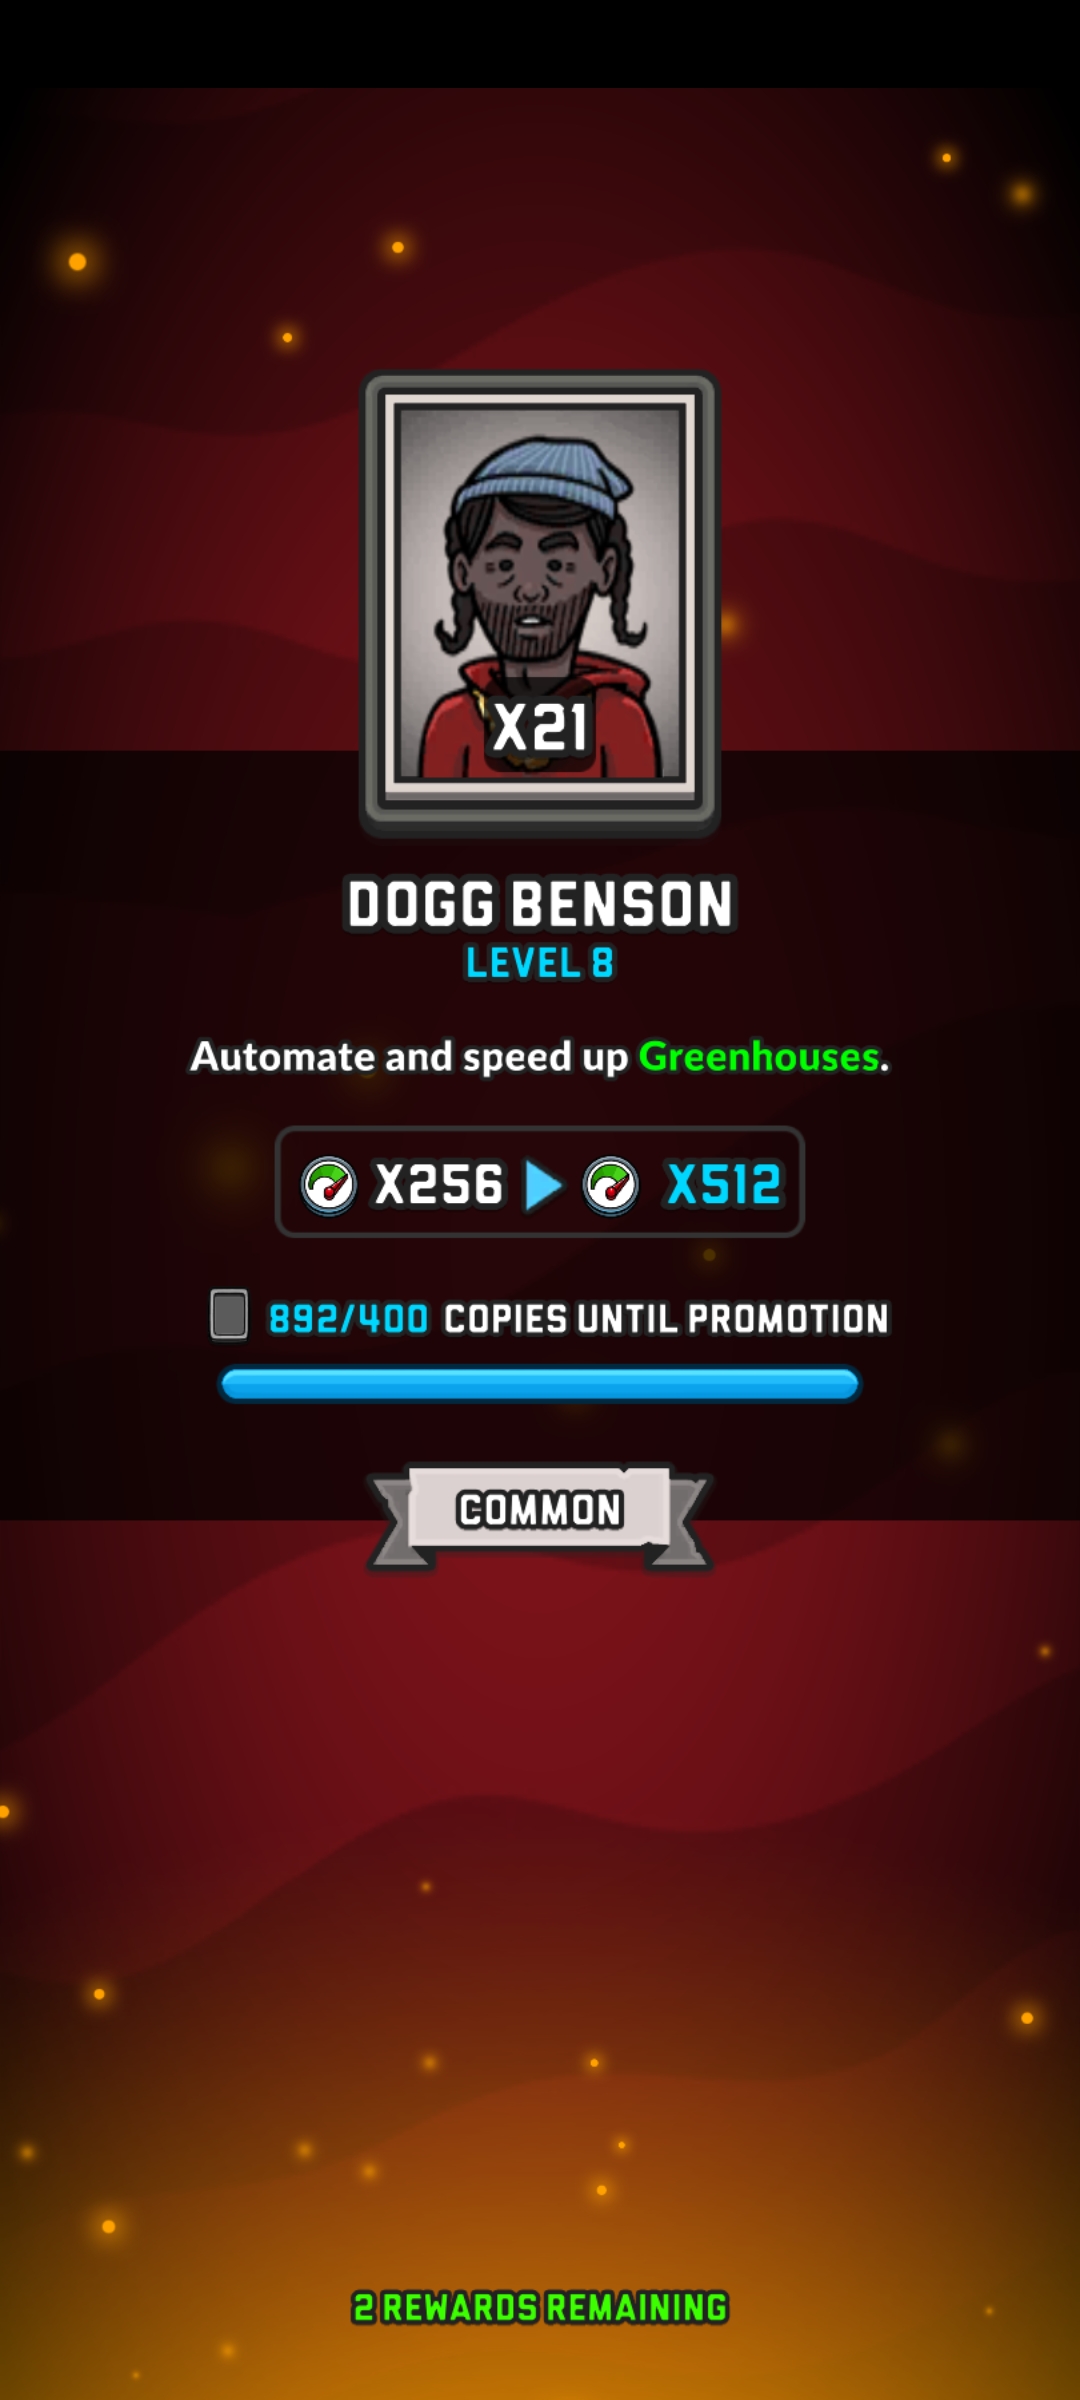 X21
DOGG BENSON
LEVEL 8
Automate and speed up Greenhouses.
X256 X512
892/400 COPIES UNTIL PROMOTION
COMMON
2 REWARDS REMAINING